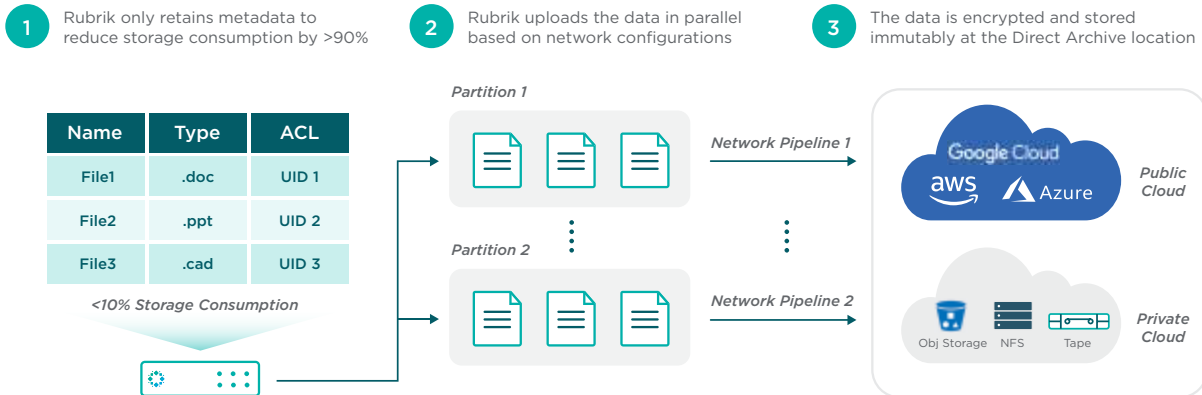 1
Rubrik only retains metadata to
reduce storage consumption by >90%
2
Rubrik uploads the data in parallel
based on network configurations
3
The data is encrypted and stored
immutably at the Direct Archive location
Name Type ACL
File1 .doc UID 1
File2 .ppt UID 2
File3 .cad UID 3
<10% Storage Consumption
Partition 1
Network Pipeline 1
Partition 2
Network Pipeline 2
Google Cloud
aws Azure
Public
Cloud
Obj Storage NFS Tape
Private
Cloud